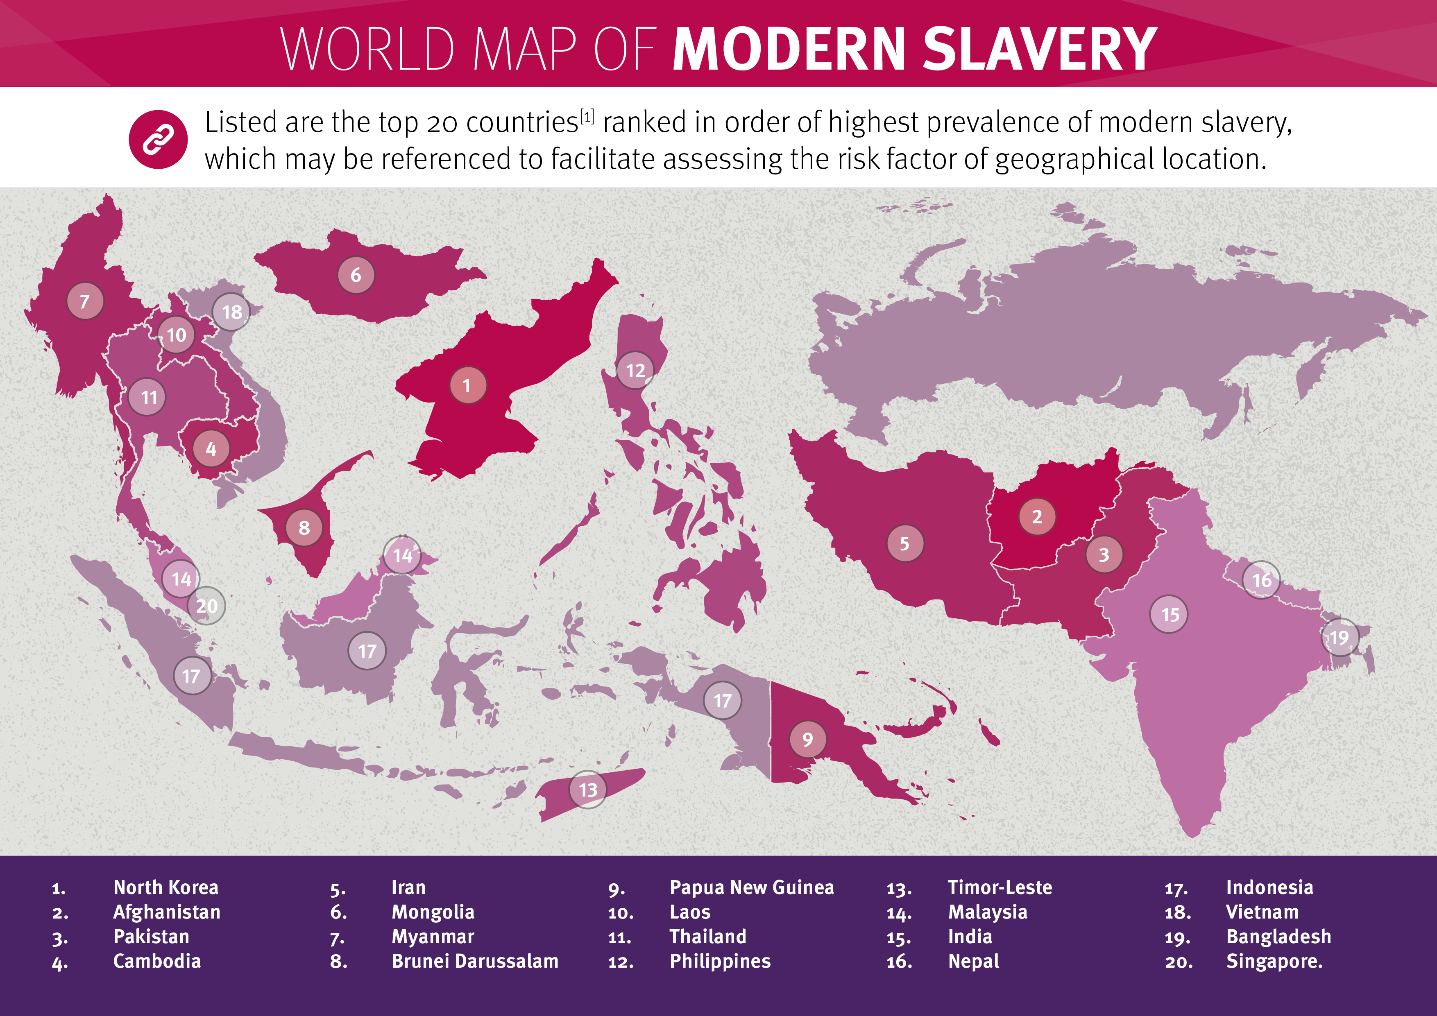 WORLD MAP OF MODERN SLAVERY
Listed are the top 20 countries[1] ranked in order of highest prevalence of modern slavery,
which may be referenced to facilitate assessing the risk factor of geographical location.
7
6
18
10
1
12
11
4
8
2
5
3
14
14
20
16
15
19
17
17
17
9
13
1. North Korea
2. Afghanistan
3. Pakistan
4. Cambodia
5. Iran
6. Mongolia
7. Myanmar
8. Brunei Darussalam
9. Papua New Guinea
10. Laos
11. Thailand
12. Philippines
13. Timor-Leste
14. Malaysia
15. India
16. Nepal
17. Indonesia
18. Vietnam
19. Bangladesh
20. Singapore.